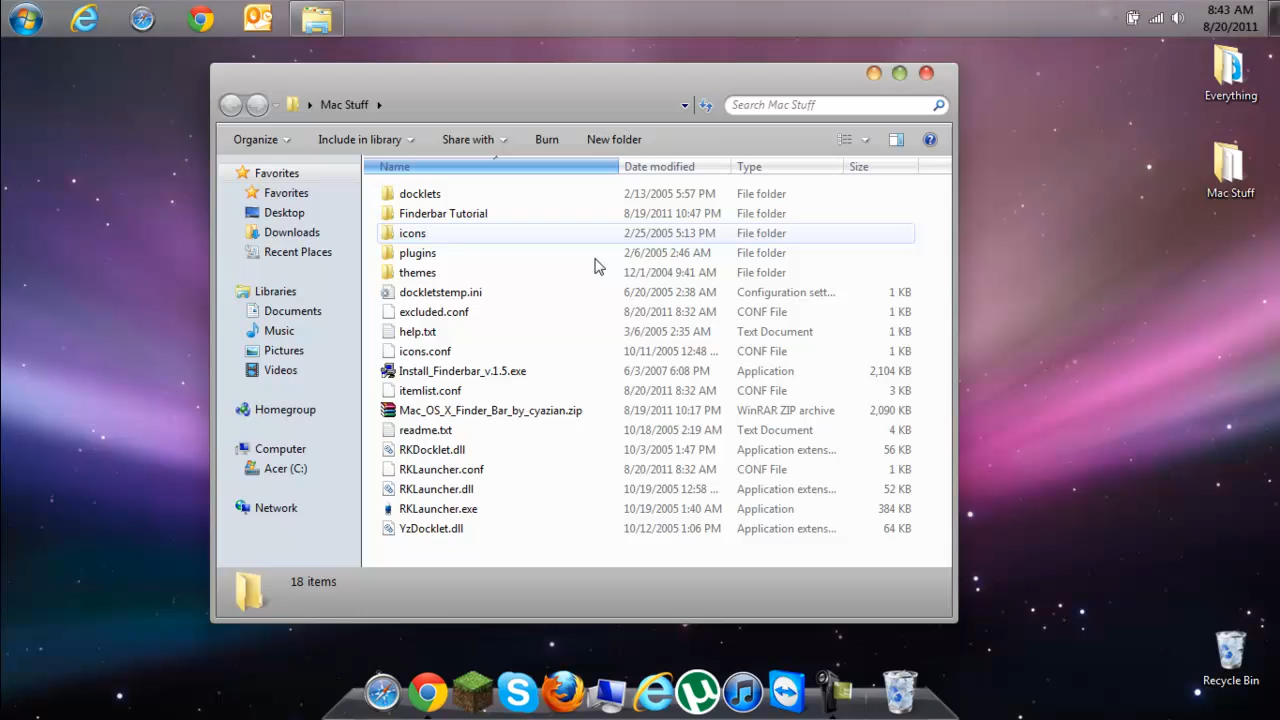 8:43 AM
8/20/2011
Everything
Mac Stuff
Recycle Bin
Mac Stuff
Search Mac Stuff
Organize Include in library Share with Burn New folder
Name Date modified Type Size
Favorites
Favorites
Desktop
Downloads
Recent Places
Libraries
Documents
Music
Pictures
Videos
Homegroup
Computer
Acer (C:)
Network
docklets 2/13/2005 5:57 PM File folder
Finderbar Tutorial 8/19/2011 10:47 PM File folder
icons 2/25/2005 5:13 PM File folder
plugins 2/6/2005 2:46 AM File folder
themes 12/1/2004 9:41 AM File folder
dockletstemp.ini 6/20/2005 2:38 AM Configuration sett... 1 KB
excluded.conf 8/20/2011 8:32 AM CONF File 1 KB
help.txt 3/6/2005 2:35 AM Text Document 1 KB
icons.conf 10/11/2005 12:48 ... CONF File 1 KB
Install_Finderbar_v.1.5.exe 6/3/2007 6:08 PM Application 2,104 KB
itemlist.conf 8/20/2011 8:32 AM CONF File 3 KB
Mac_OS_X_Finder_Bar_by_cyazian.zip 8/19/2011 10:17 PM WinRAR ZIP archive 2,090 KB
readme.txt 10/18/2005 2:19 AM Text Document 4 KB
RKDocklet.dll 10/3/2005 1:47 PM Application extens... 56 KB
RKLauncher.conf 8/20/2011 8:32 AM CONF File 1 KB
RKLauncher.dll 10/19/2005 12:58 ... Application extens... 52 KB
RKLauncher.exe 10/19/2005 1:40 AM Application 384 KB
YzDocklet.dll 10/12/2005 1:06 PM Application extens... 64 KB
18 items